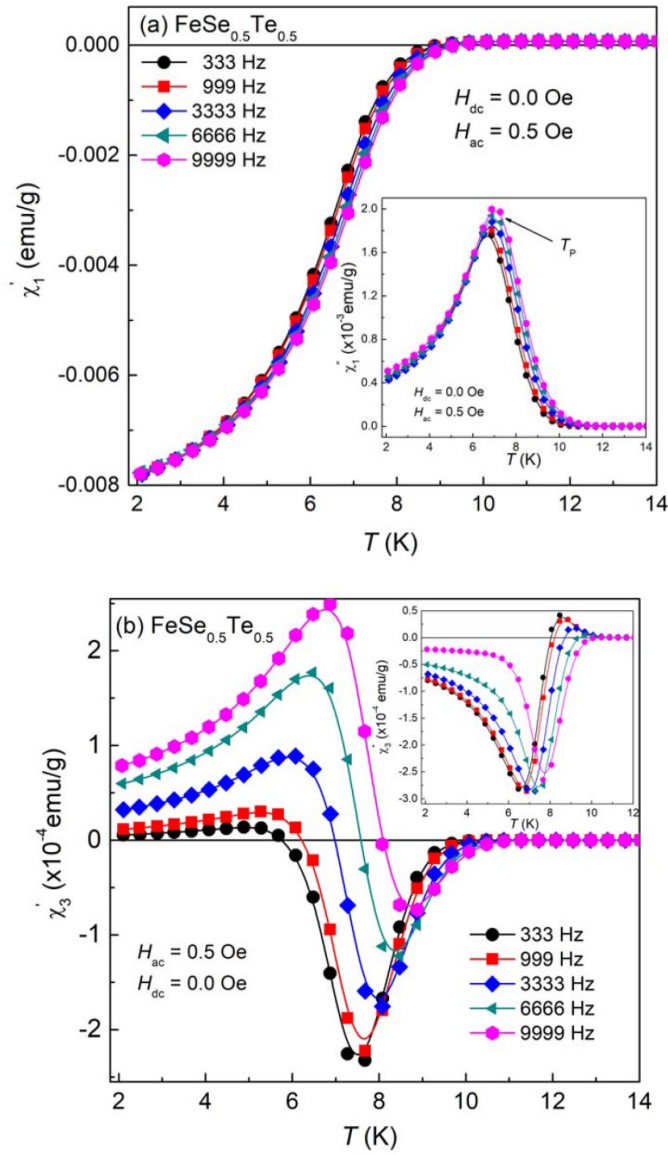 (a) FeSe0.5Te0.5
333 Hz
999 Hz
3333 Hz
6666 Hz
9999 Hz
Hdc = 0.0 Oe
Hac = 0.5 Oe
0.000
-0.002
-0.004
-0.006
-0.008
χ'1 (emu/g)
2 4 6 8 10 12 14
T (K)
2.0
1.6
1.2
0.8
0.4
0.0
χ'1 (x10-3emu/g)
TP
Hdc = 0.0 Oe
Hac = 0.5 Oe
2 4 6 8 10 12 14
T (K)
(b) FeSe0.5Te0.5
2
1
0
-1
-2
χ'3 (x10-4emu/g)
0.5
0.0
-0.5
-1.0
-1.5
-2.0
-2.5
-3.0
χ'3 (x10-4 emu/g)
2 4 6 8 10 12
T (K)
Hac = 0.5 Oe
Hdc = 0.0 Oe
333 Hz
999 Hz
3333 Hz
6666 Hz
9999 Hz
2 4 6 8 10 12 14
T (K)